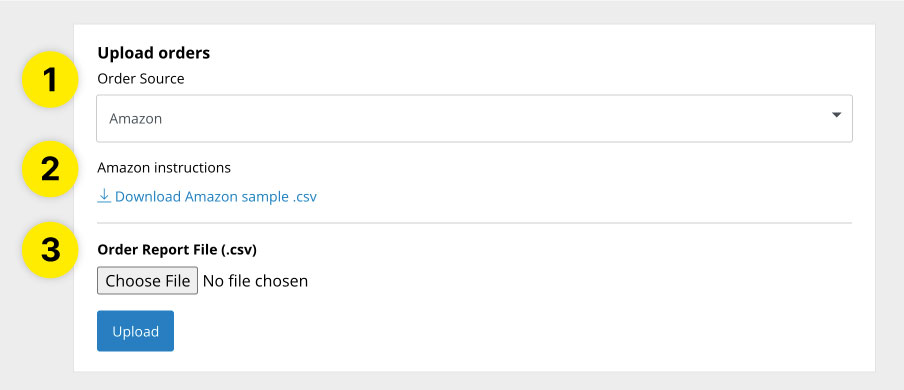 Upload orders
1
Order Source
Amazon
2
Amazon instructions
Download Amazon sample .csv
3
Order Report File (.csv)
Choose File No file chosen
Upload